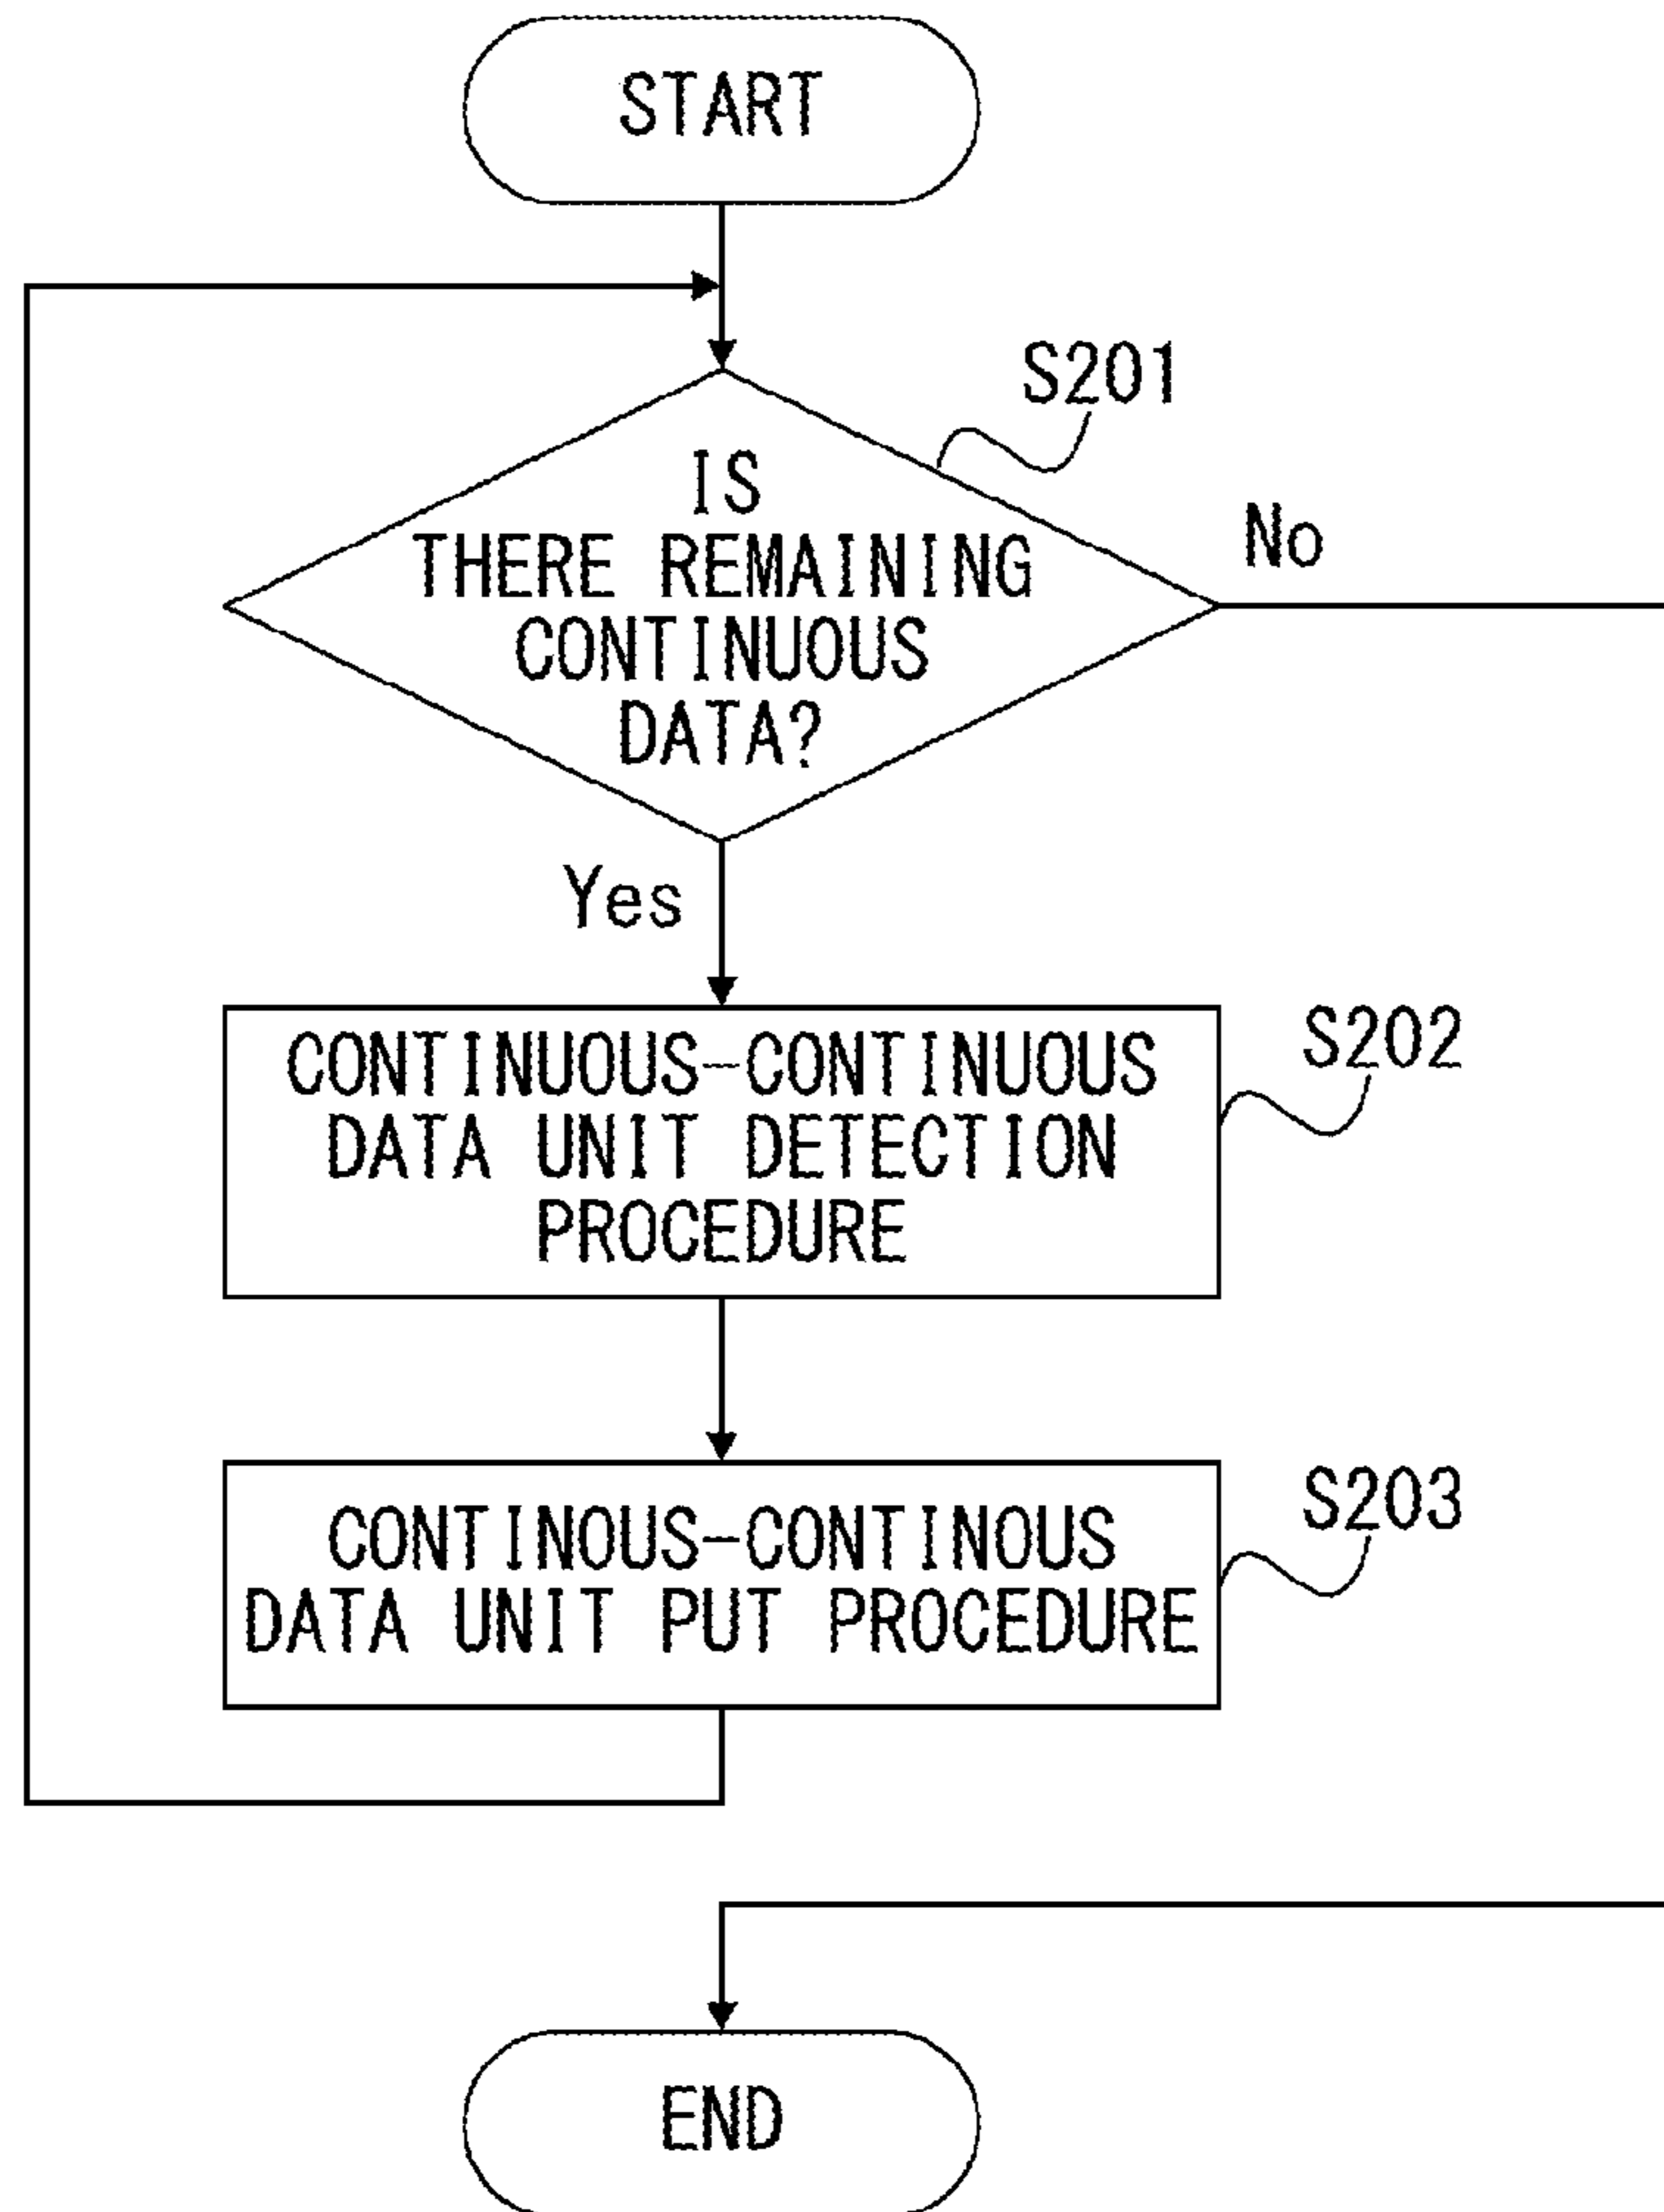 START
S201
IS
THERE REMAINING
CONTINUOUS
DATA?
No
Yes
CONTINUOUS-CONTINUOUS
DATA UNIT DETECTION
PROCEDURE
S202
CONTINOUS-CONTINOUS
DATA UNIT PUT PROCEDURE
S203
END